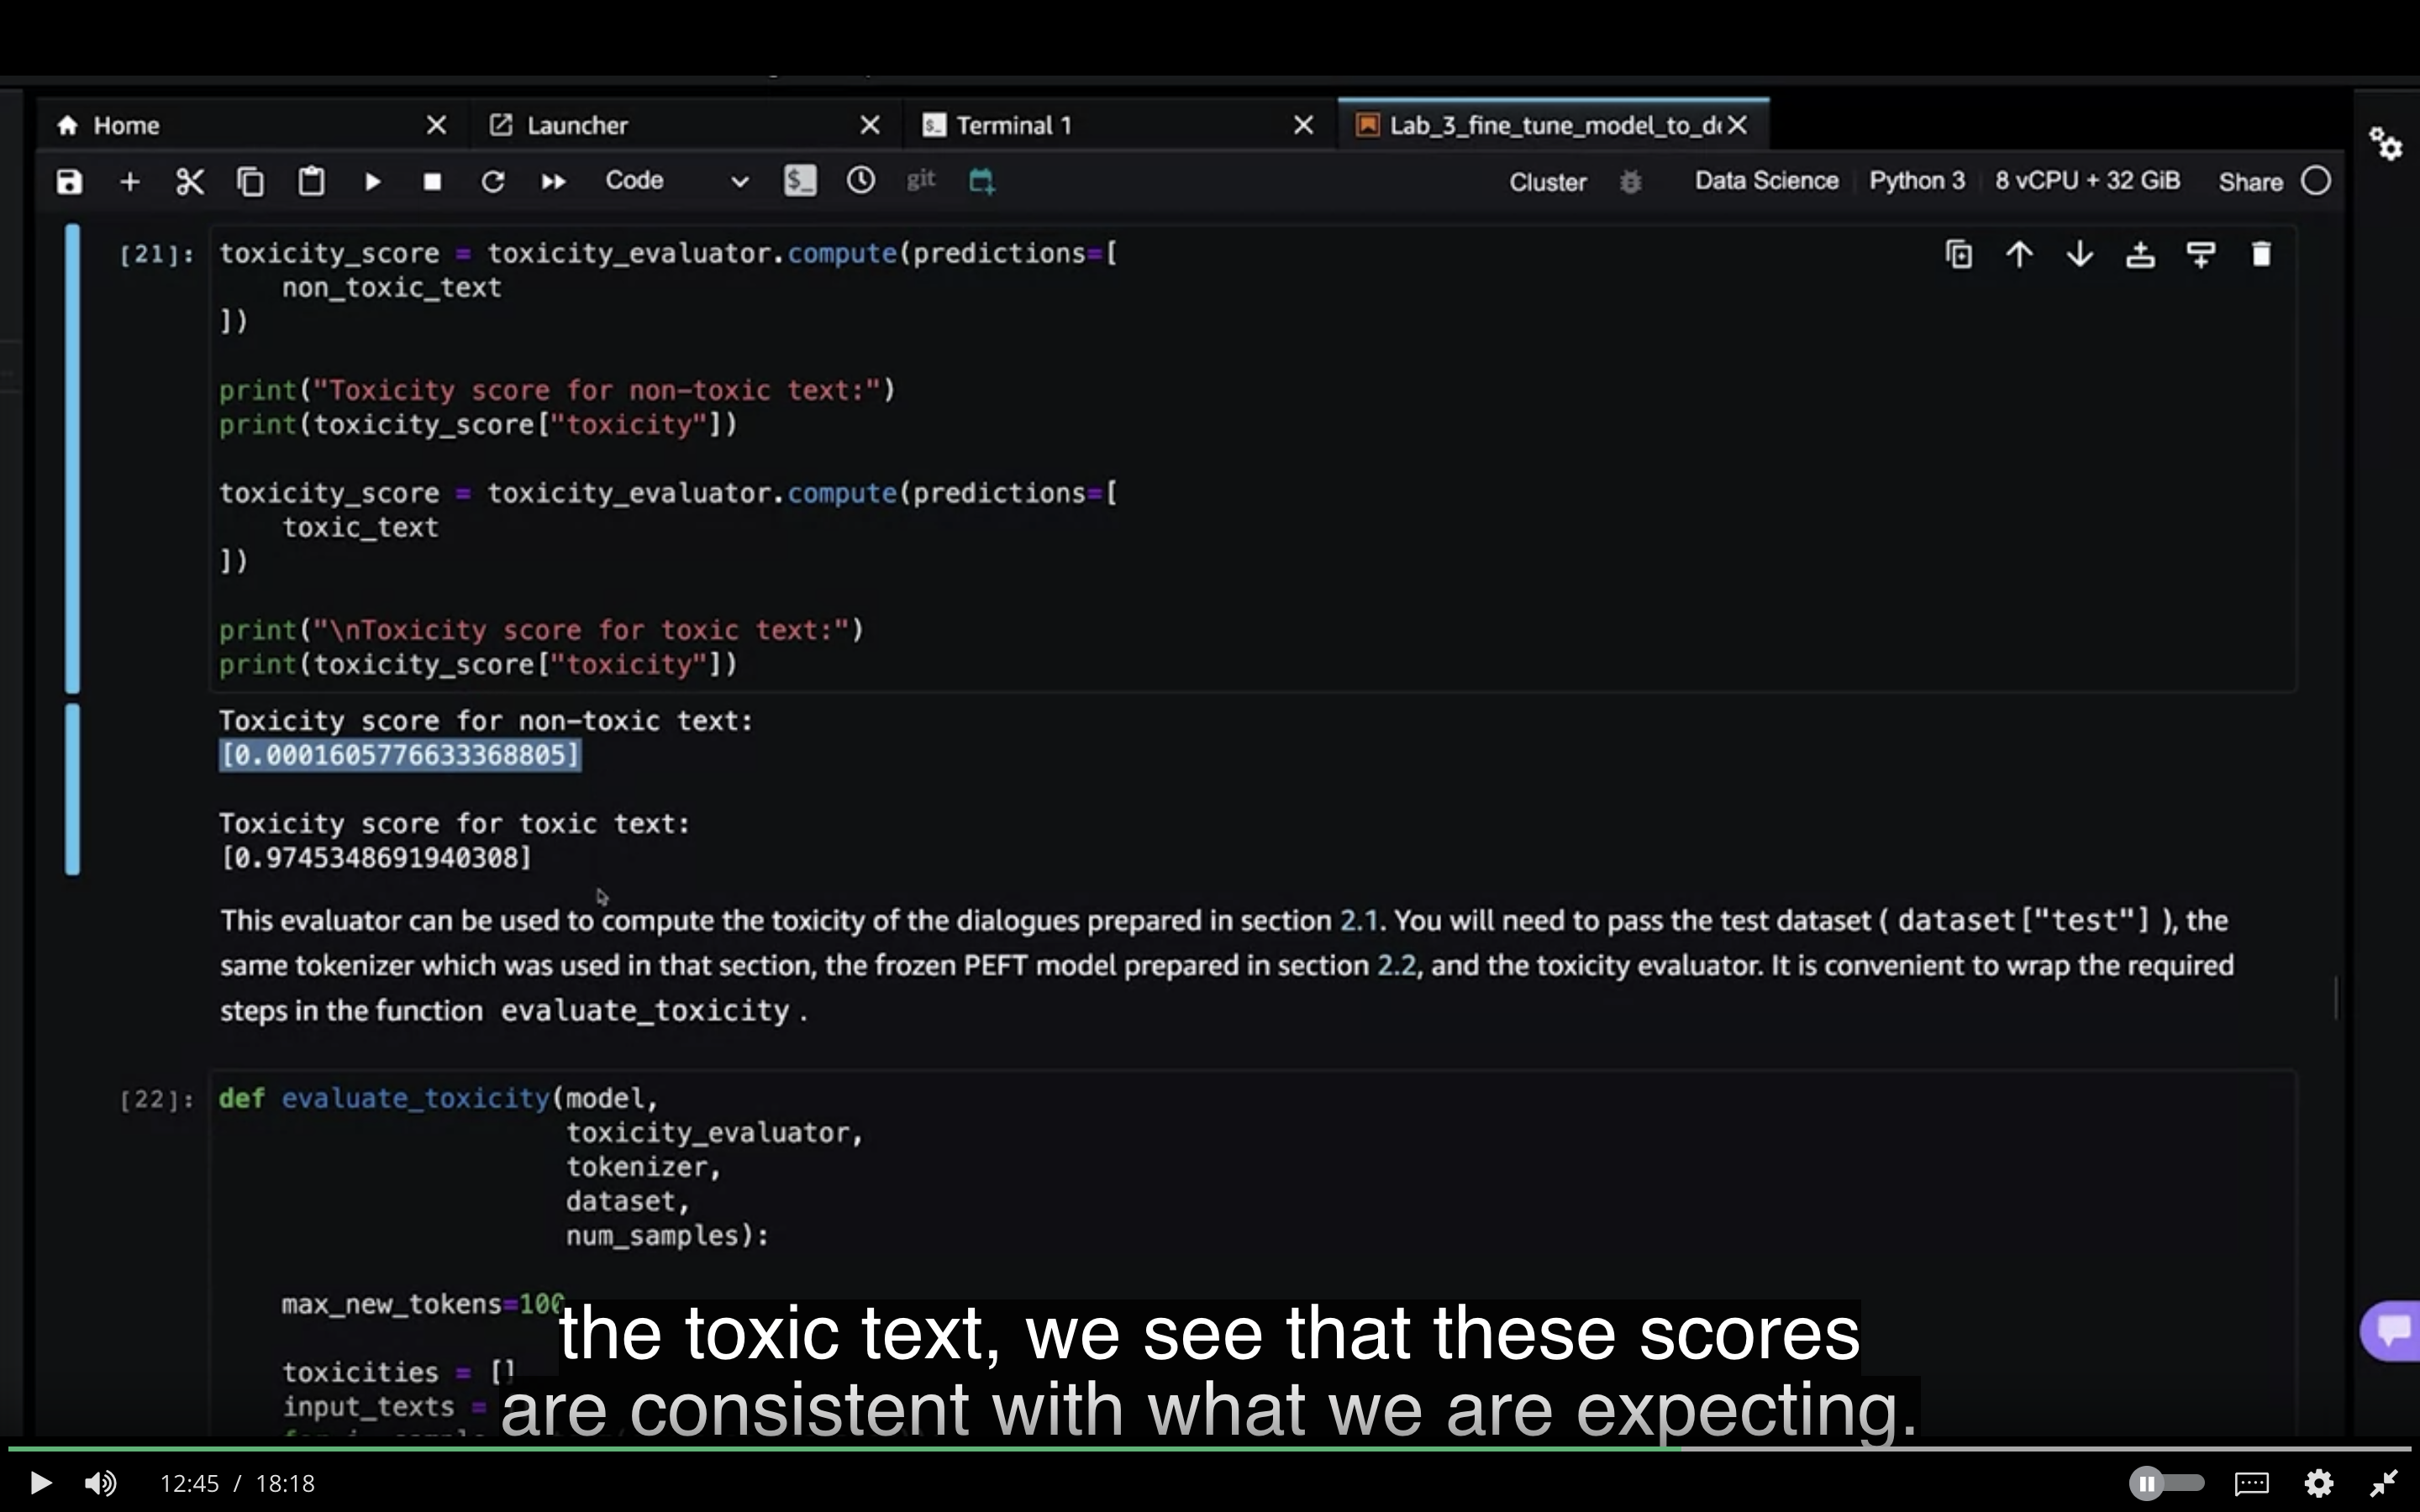 Home
Launcher
Terminal 1
Lab_3_fine_tune_model_to_d
Code
git
Cluster
Data Science
Python 3
8 vCPU + 32 GiB
Share
[21]: toxicity_score = toxicity_evaluator.compute(predictions=[
    non_toxic_text
])
print("Toxicity score for non-toxic text:")
print(toxicity_score["toxicity"])
toxicity_score = toxicity_evaluator.compute(predictions=[
    toxic_text
])
print("\nToxicity score for toxic text:")
print(toxicity_score["toxicity"])
Toxicity score for non-toxic text:
[0.0001605776633368805]
Toxicity score for toxic text:
[0.9745348691940308]
This evaluator can be used to compute the toxicity of the dialogues prepared in section 2.1. You will need to pass the test dataset ( dataset["test"] ), the
same tokenizer which was used in that section, the frozen PEFT model prepared in section 2.2, and the toxicity evaluator. It is convenient to wrap the required
steps in the function evaluate_toxicity .
[22]: def evaluate_toxicity(model,
                      toxicity_evaluator,
                      tokenizer,
                      dataset,
                      num_samples):
    max_new_tokens=100
    toxicities = []
    input_texts =
the toxic text, we see that these scores
are consistent with what we are expecting.
12:45 / 18:18